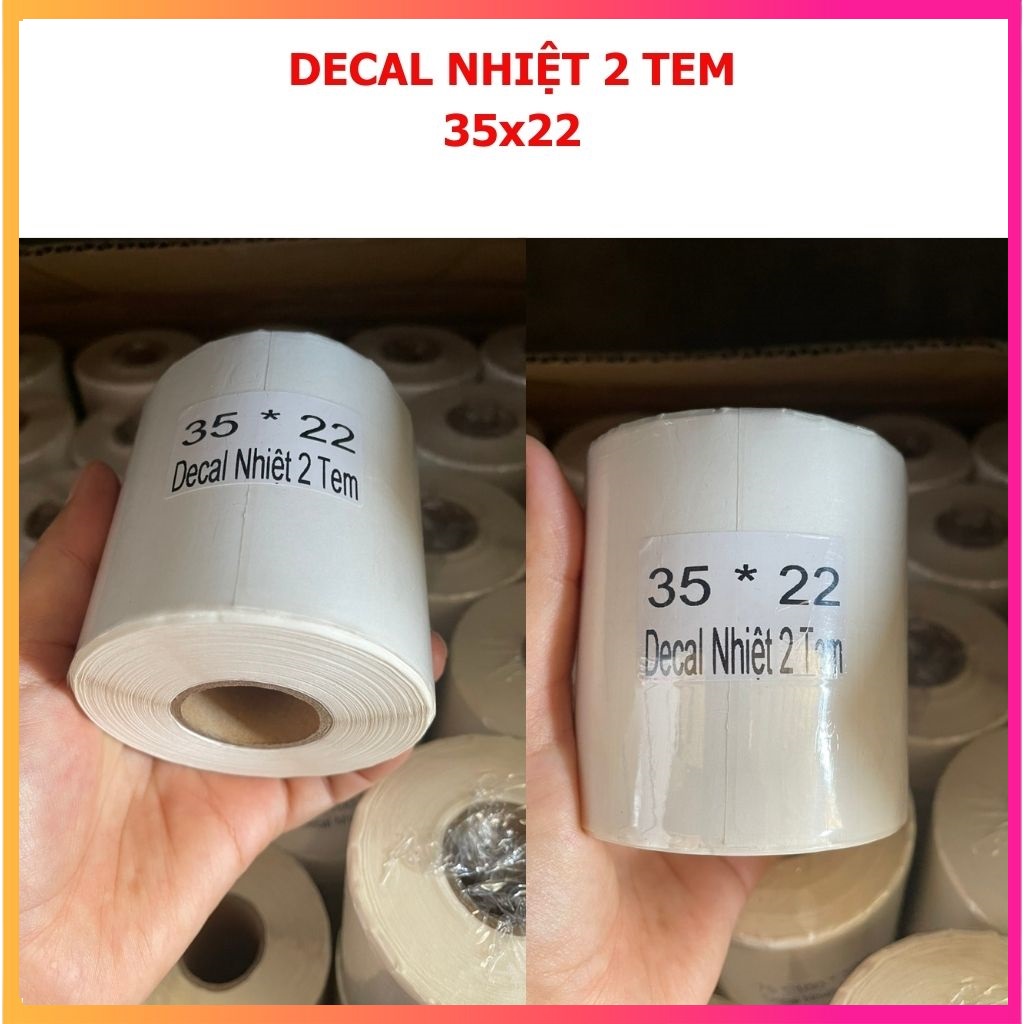 DECAL NHIỆT 2 TEM
35x22
35 * 22
Decal Nhiệt 2 Tem
35 * 22
Decal Nhiệt 2 Tem